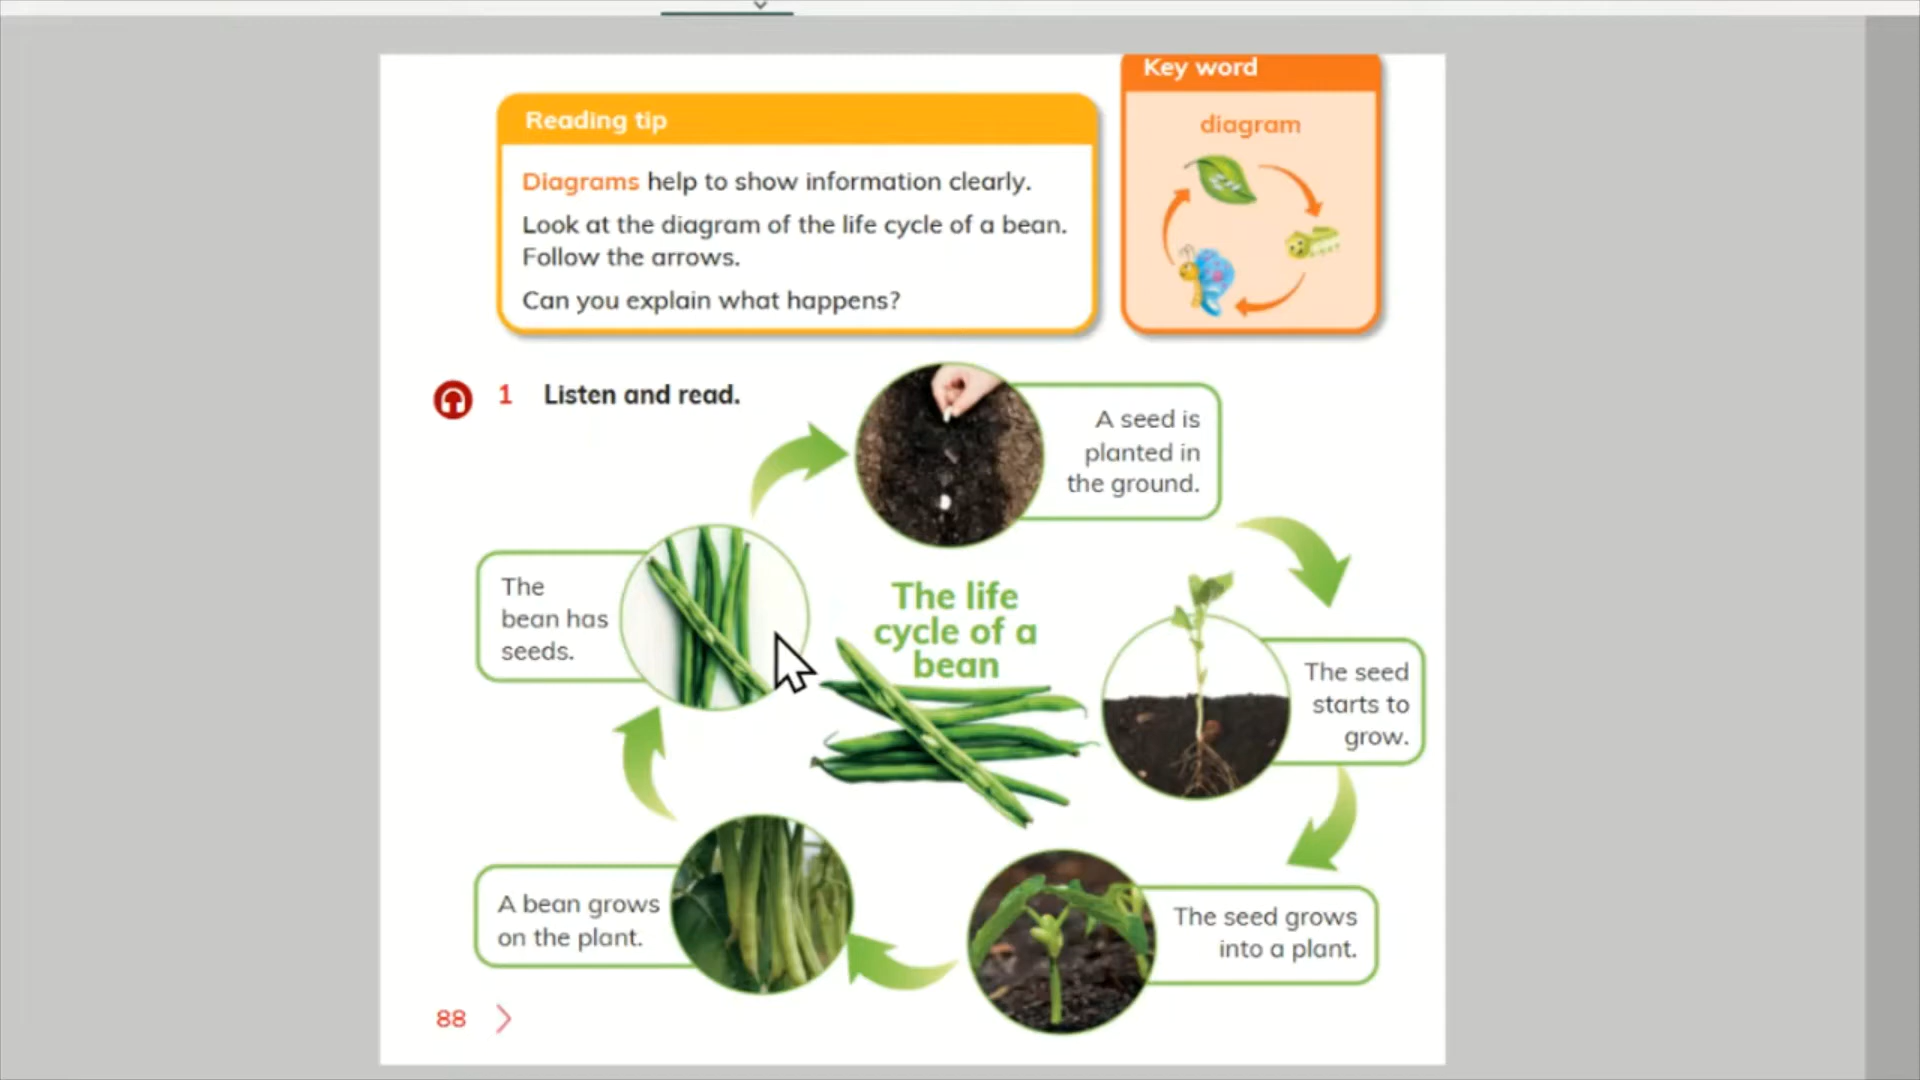 Key word
diagram
Reading tip
Diagrams help to show information clearly.
Look at the diagram of the life cycle of a bean.
Follow the arrows.
Can you explain what happens?
1 Listen and read.
A seed is
planted in
the ground.
The seed
starts to
grow.
The seed grows
into a plant.
A bean grows
on the plant.
The
bean has
seeds.
The life
cycle of a
bean
88